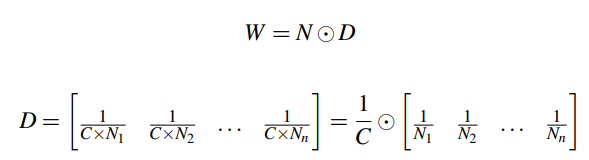 W = N ⊙ D
D = [ 1/(C×N₁) 1/(C×N₂) … 1/(C×Nₙ) ] = 1/C ⊙ [ 1/N₁ 1/N₂ … 1/Nₙ ]